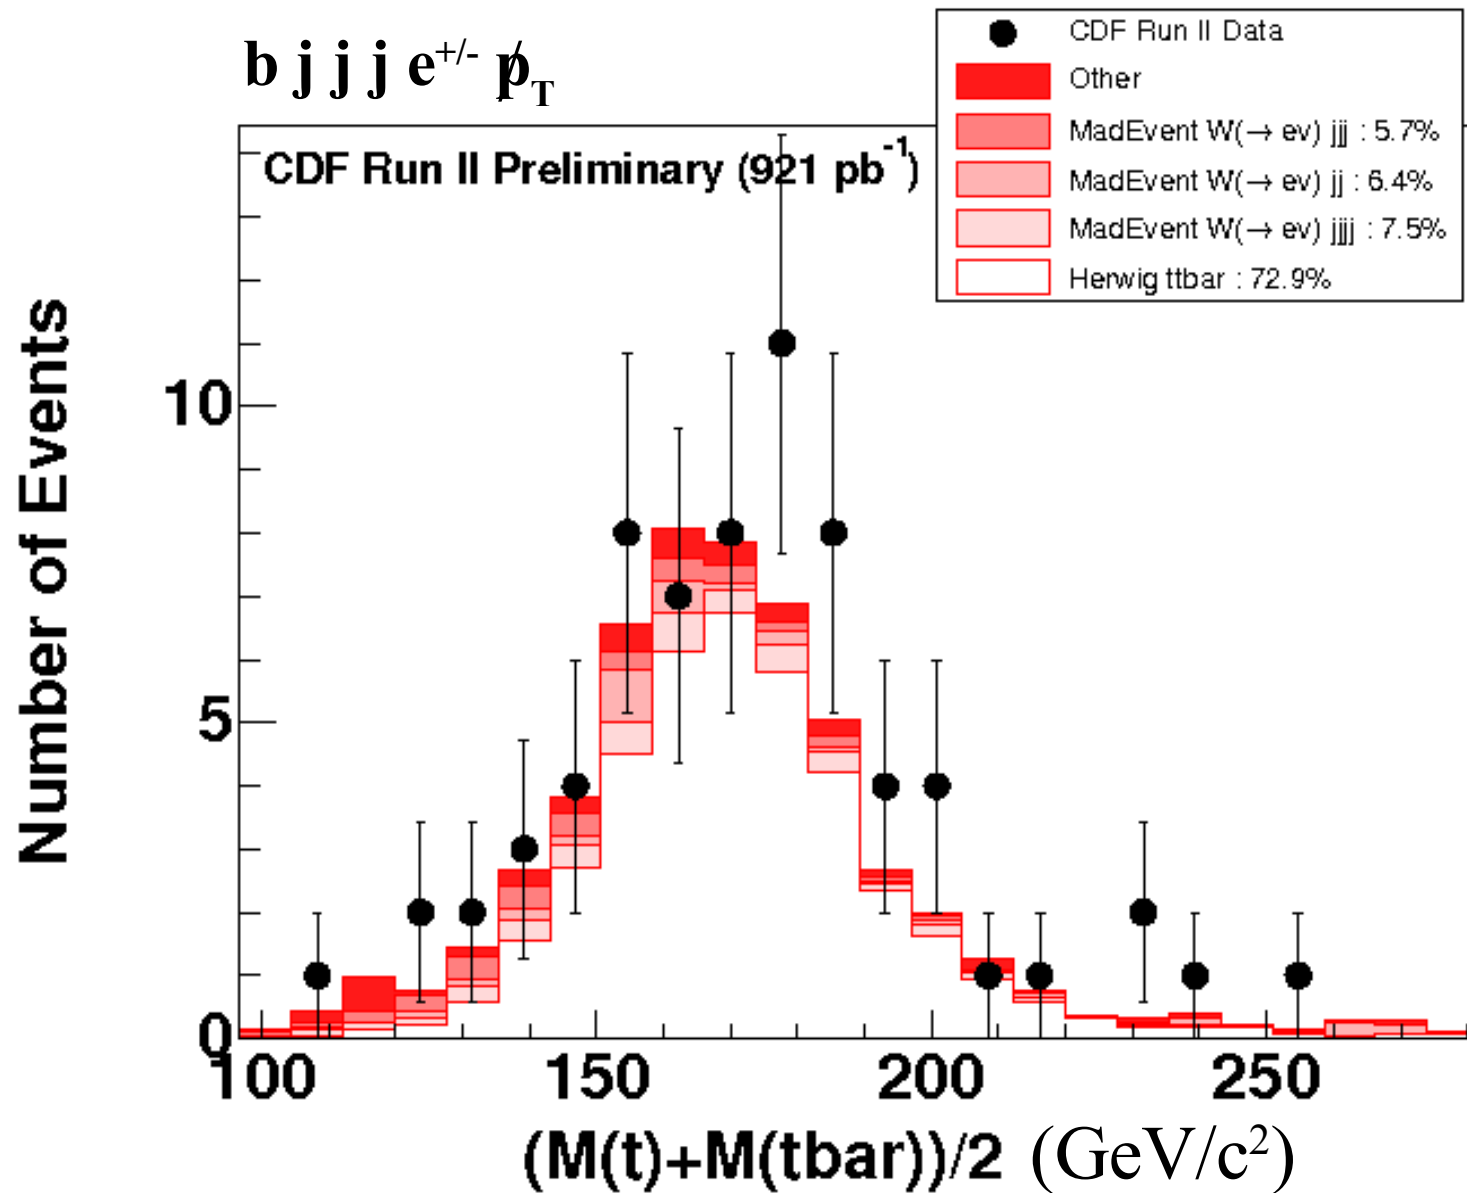 b j j j e+/- p̸T
CDF Run II Preliminary (921 pb-1)
CDF Run II Data
Other
MadEvent W(→ eν) jjj : 5.7%
MadEvent W(→ eν) jj : 6.4%
MadEvent W(→ eν) jjjj : 7.5%
Herwig ttbar : 72.9%
Number of Events
10
5
0
100 150 200 250
(M(t)+M(tbar))/2 (GeV/c²)